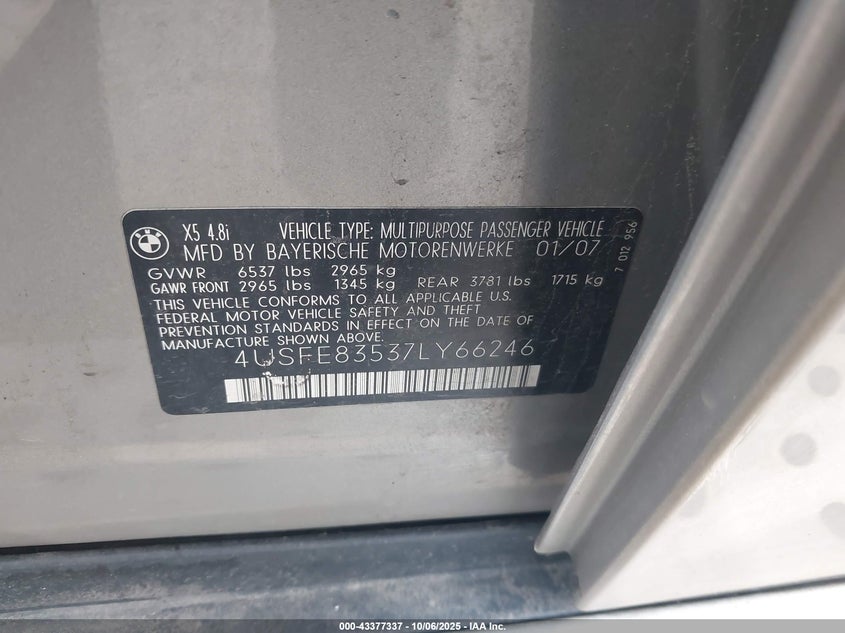 X5 4.8i VEHICLE TYPE: MULTIPURPOSE PASSENGER VEHICLE
MFD BY BAYERISCHE MOTORENWERKE 01/07
GVWR 6537 lbs 2965 kg
GAWR FRONT 2965 lbs 1345 kg REAR 3781 lbs 1715 kg
THIS VEHICLE CONFORMS TO ALL APPLICABLE U.S.
FEDERAL MOTOR VEHICLE SAFETY AND THEFT
PREVENTION STANDARDS IN EFFECT ON THE DATE OF
MANUFACTURE SHOWN ABOVE.
4USFE83537LY66246
7 012 956
000-43377337 - 10/06/2025 - IAA Inc.